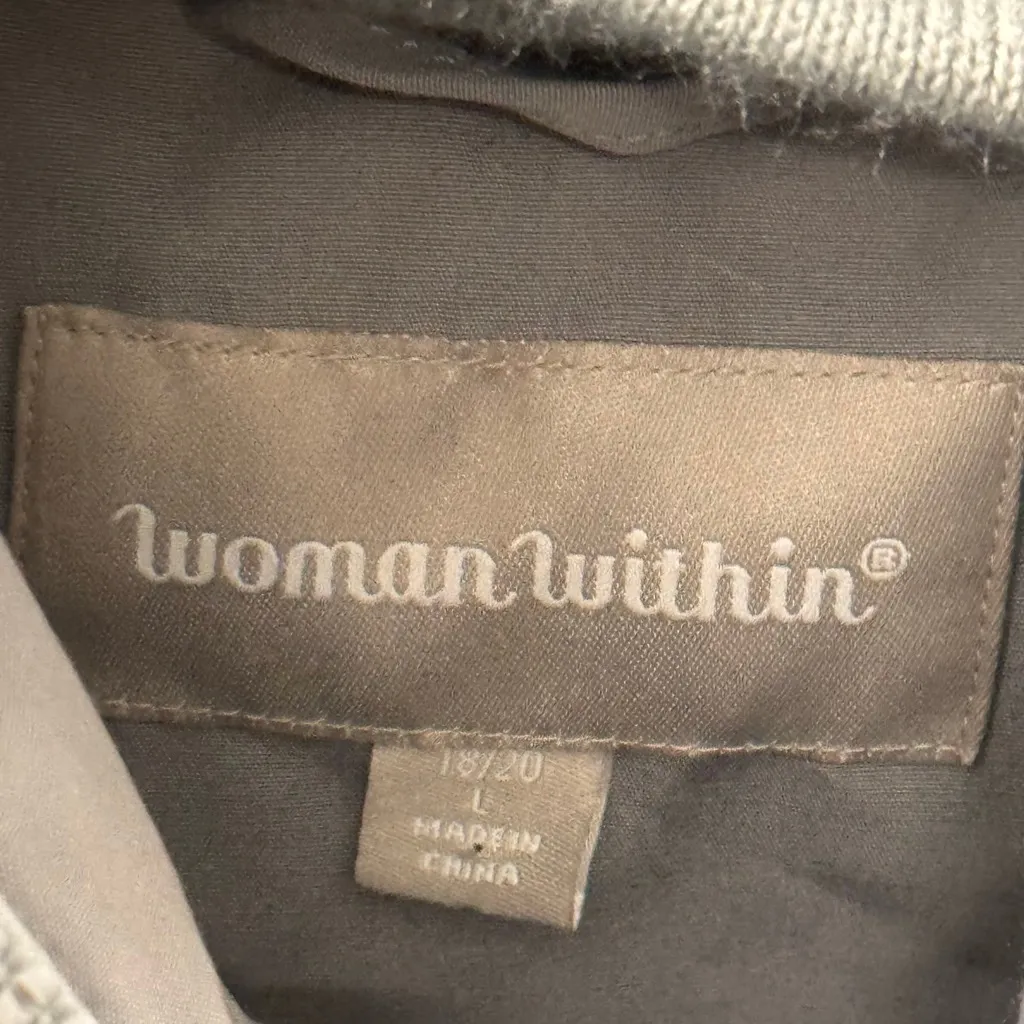 woman within®
18/20
L
MADE IN
CHINA